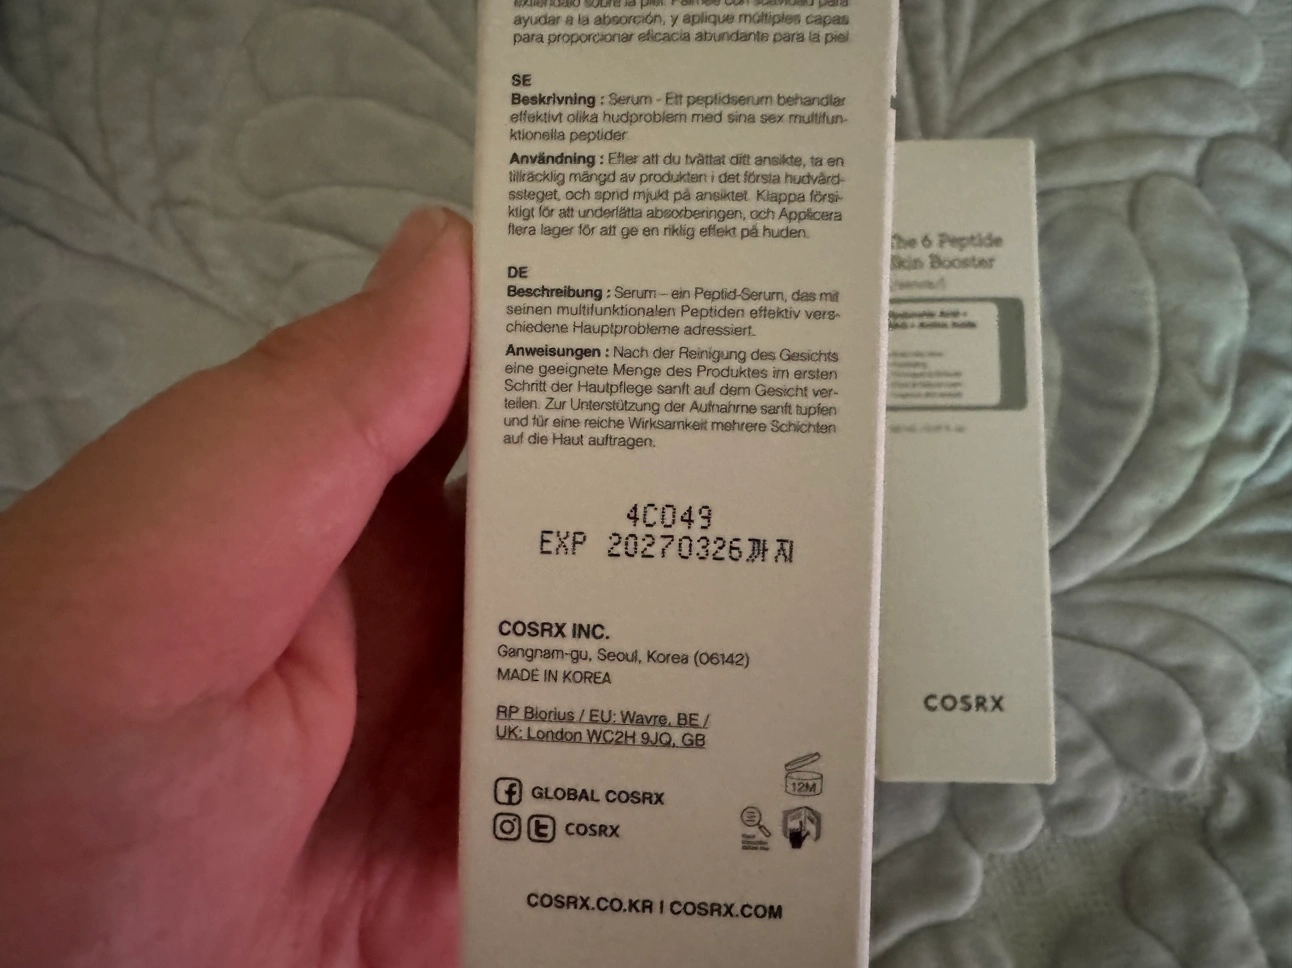 extiéndalo sobre la piel. Palmee con suavidad para
ayudar a la absorción, y aplique múltiples capas
para proporcionar eficacia abundante para la piel
SE
Beskrivning : Serum - Ett peptidserum behandlar
effektivt olika hudproblem med sina sex multifun-
ktionella peptider
Användning : Efter att du tvättat ditt ansikte, ta en
tillräcklig mängd av produkten i det första hudvård-
ssteget, och sprid mjukt på ansiktet. Klappa försi-
ktigt för att underlätta absorberingen, och Applicera
flera lager för att ge en riklig effekt på huden.
DE
Beschreibung : Serum – ein Peptid-Serum, das mit
seinen multifunktionalen Peptiden effektiv vers-
chiedene Hauptprobleme adressiert.
Anweisungen : Nach der Reinigung des Gesichts
eine geeignete Menge des Produktes im ersten
Schritt der Hautpflege sanft auf dem Gesicht ver-
teilen. Zur Unterstützung der Aufnahme sanft tupfen
und für eine reiche Wirksamkeit mehrere Schichten
auf die Haut auftragen.
4C049
EXP 20270326까지
COSRX INC.
Gangnam-gu, Seoul, Korea (06142)
MADE IN KOREA
RP Biorius / EU: Wavre, BE /
UK: London WC2H 9JQ, GB
12M
GLOBAL COSRX
COSRX
COSRX.CO.KR I COSRX.COM
The 6 Peptide
Skin Booster
COSRX